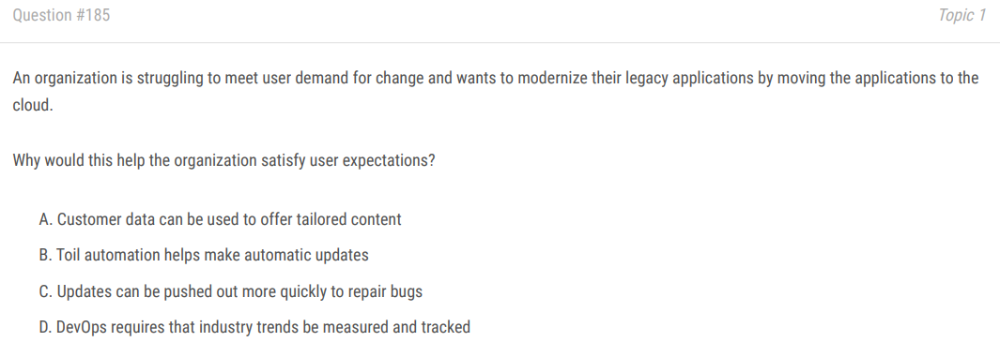 Question #185
Topic 1
An organization is struggling to meet user demand for change and wants to modernize their legacy applications by moving the applications to the
cloud.
Why would this help the organization satisfy user expectations?
A. Customer data can be used to offer tailored content
B. Toil automation helps make automatic updates
C. Updates can be pushed out more quickly to repair bugs
D. DevOps requires that industry trends be measured and tracked